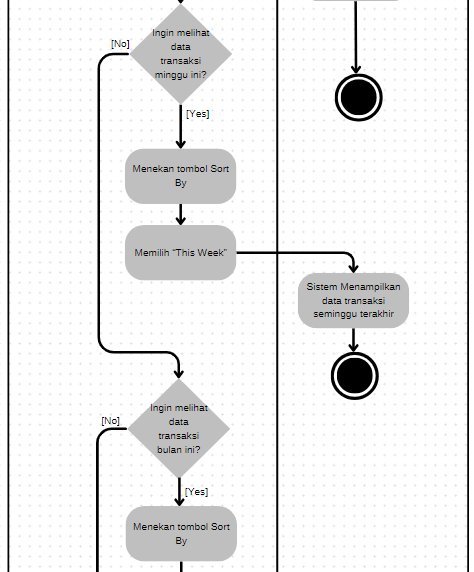 Ingin melihat
data
transaksi
minggu ini?
[No]
[Yes]
Menekan tombol Sort
By
Memilih "This Week"
Sistem Menampilkan
data transaksi
seminggu terakhir
Ingin melihat
data
transaksi
bulan ini?
[No]
[Yes]
Menekan tombol Sort
By